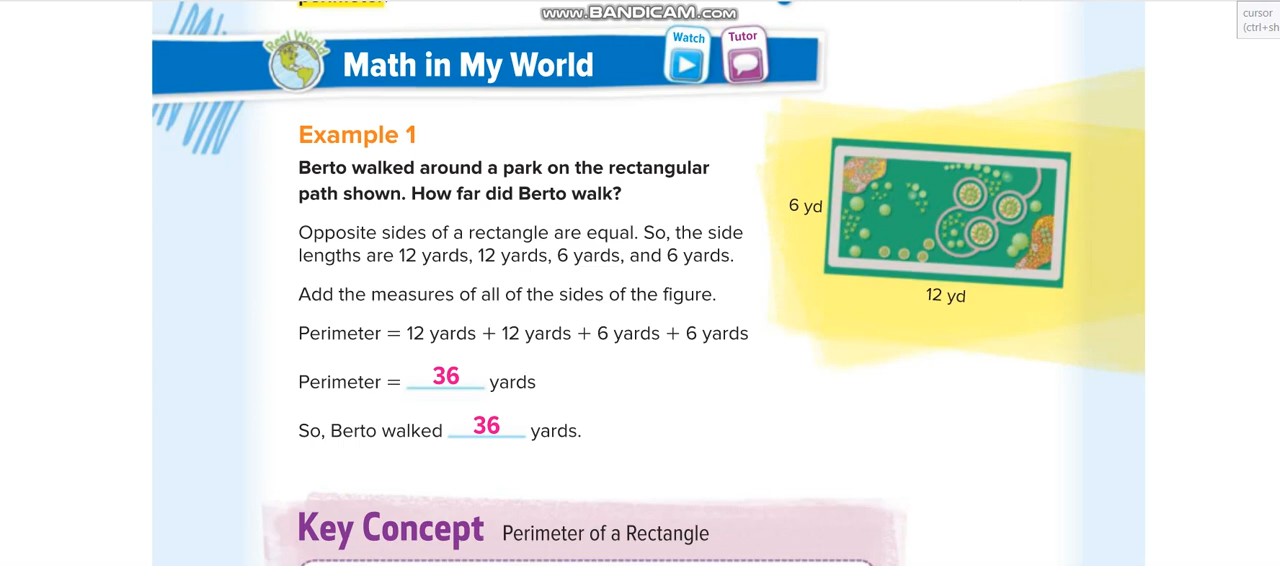 www.BANDICAM.com
cursor
(ctrl+sh
Real World
Math in My World
Watch
Tutor
Example 1
Berto walked around a park on the rectangular
path shown. How far did Berto walk?
Opposite sides of a rectangle are equal. So, the side
lengths are 12 yards, 12 yards, 6 yards, and 6 yards.
Add the measures of all of the sides of the figure.
Perimeter = 12 yards + 12 yards + 6 yards + 6 yards
Perimeter = 36 yards
So, Berto walked 36 yards.
6 yd
12 yd
Key Concept Perimeter of a Rectangle